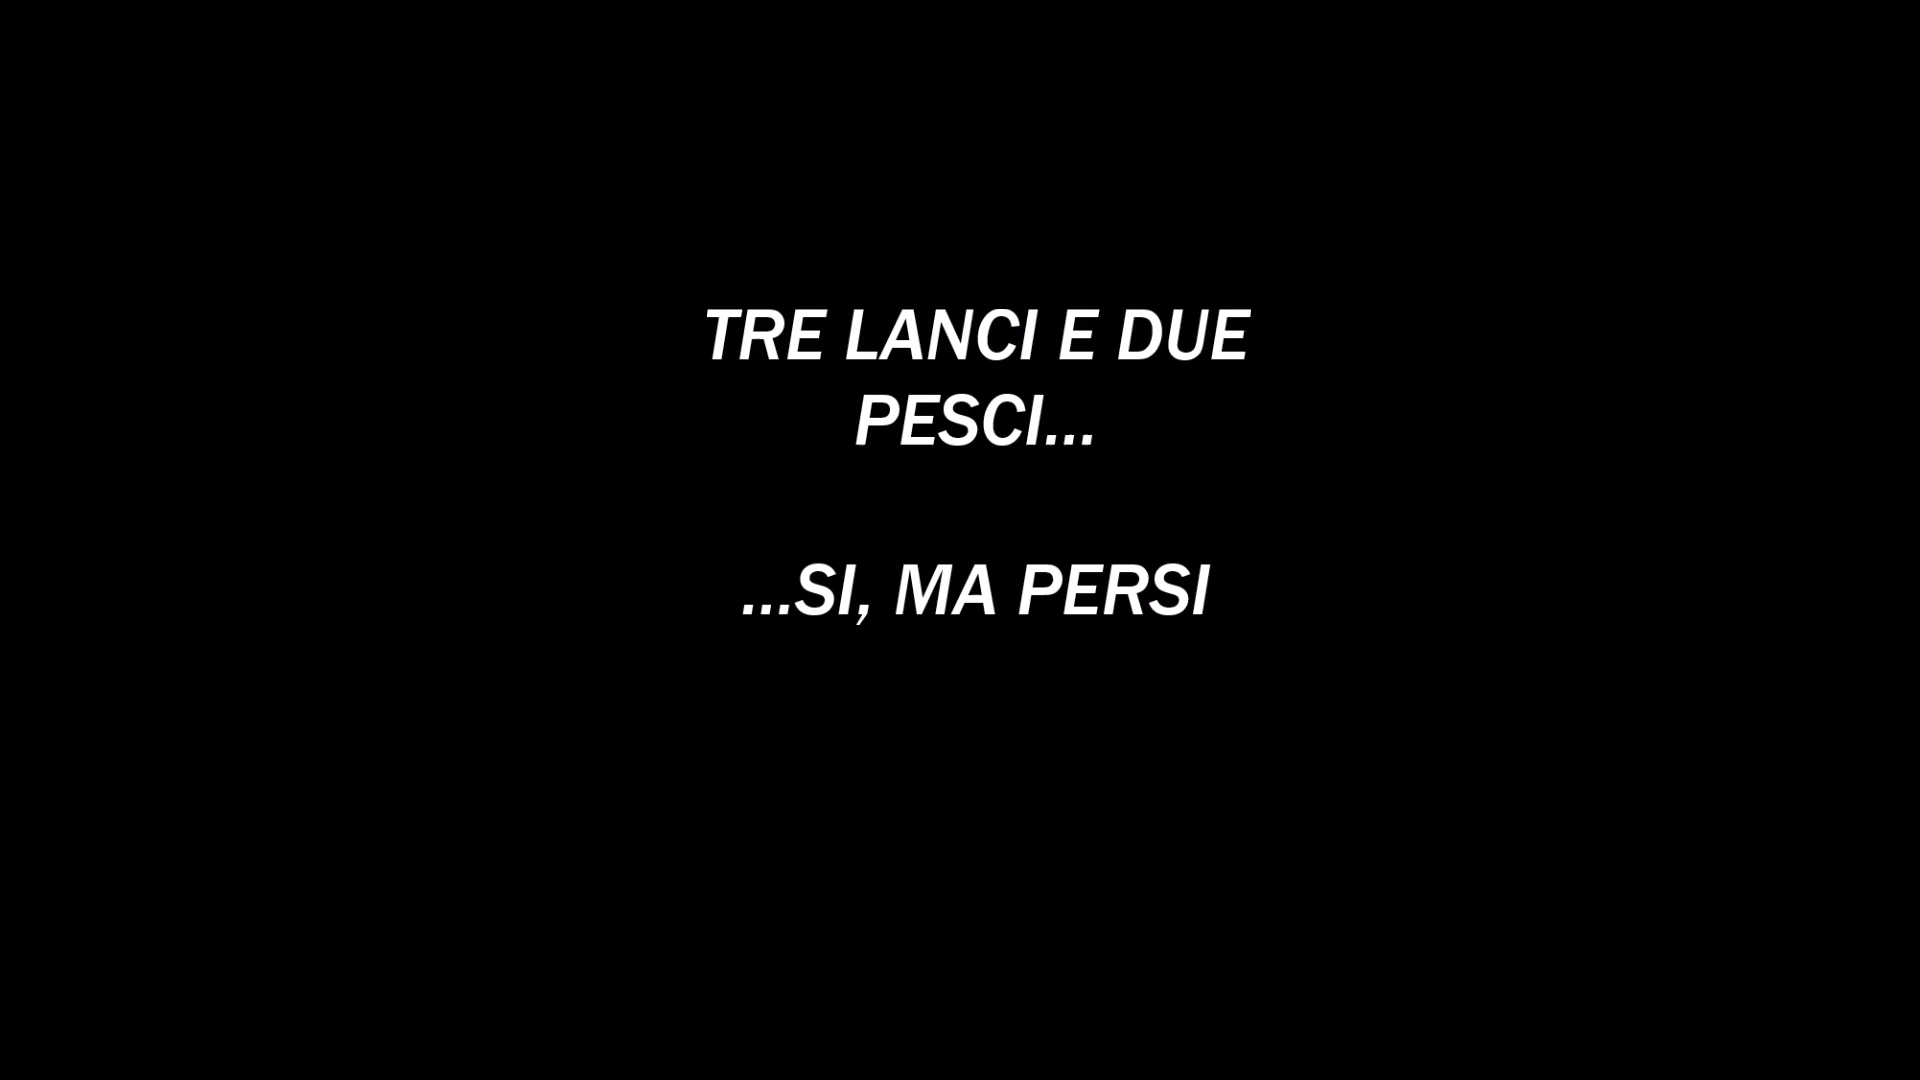 TRE LANCI E DUE
PESCI...
...SI, MA PERSI